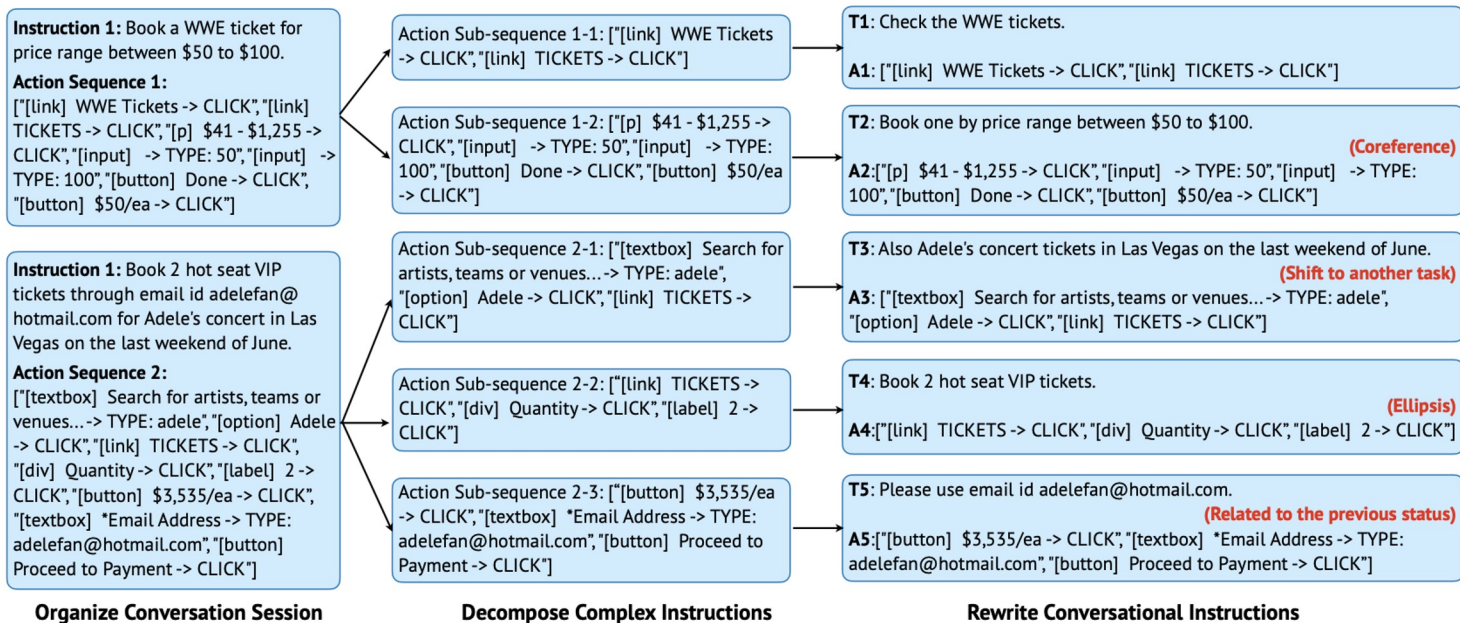 Instruction 1: Book a WWE ticket for
price range between $50 to $100.
Action Sequence 1:
["[link]  WWE Tickets -> CLICK”, "[link]
TICKETS -> CLICK”, "[p]  $41 - $1,255 ->
CLICK”, "[input]   -> TYPE: 50”, "[input]   ->
TYPE: 100”, "[button]  Done -> CLICK”,
"[button]  $50/ea -> CLICK”]
Instruction 1: Book 2 hot seat VIP
tickets through email id adelefan@
hotmail.com for Adele's concert in Las
Vegas on the last weekend of June.
Action Sequence 2:
["[textbox]  Search for artists, teams or
venues...-> TYPE: adele", "[option]  Adele
-> CLICK”, "[link]  TICKETS -> CLICK",
"[div]  Quantity -> CLICK”, "[label]  2 ->
CLICK”, "[button]  $3,535/ea -> CLICK”,
"[textbox]  *Email Address -> TYPE:
adelefan@hotmail.com”, "[button]
Proceed to Payment -> CLICK"]
Organize Conversation Session
Action Sub-sequence 1-1: ["[link]  WWE Tickets
-> CLICK”, "[link]  TICKETS -> CLICK"]
Action Sub-sequence 1-2: ["[p]  $41 - $1,255 ->
CLICK”, "[input]   -> TYPE: 50”, "[input]   -> TYPE:
100”, "[button]  Done -> CLICK”, "[button]  $50/ea
-> CLICK”]
Action Sub-sequence 2-1: ["[textbox]  Search for
artists, teams or venues...-> TYPE: adele",
"[option]  Adele -> CLICK”, "[link]  TICKETS ->
CLICK”]
Action Sub-sequence 2-2: [“[link]  TICKETS ->
CLICK”, "[div]  Quantity -> CLICK”, "[label]  2 ->
CLICK”]
Action Sub-sequence 2-3: [“[button]  $3,535/ea
-> CLICK”, "[textbox]  *Email Address -> TYPE:
adelefan@hotmail.com”, "[button]  Proceed to
Payment -> CLICK"]
Decompose Complex Instructions
T1: Check the WWE tickets.
A1: ["[link]  WWE Tickets -> CLICK”, "[link]  TICKETS -> CLICK"]
T2: Book one by price range between $50 to $100.
(Coreference)
A2:["[p]  $41 - $1,255 -> CLICK”, "[input]   -> TYPE: 50”, "[input]   -> TYPE:
100”, "[button]  Done -> CLICK”, "[button]  $50/ea -> CLICK”]
T3: Also Adele's concert tickets in Las Vegas on the last weekend of June.
(Shift to another task)
A3: ["[textbox]  Search for artists, teams or venues...-> TYPE: adele",
"[option]  Adele -> CLICK”, "[link]  TICKETS -> CLICK”]
T4: Book 2 hot seat VIP tickets.
(Ellipsis)
A4:["[link]  TICKETS -> CLICK", "[div]  Quantity -> CLICK”, "[label]  2 -> CLICK”]
T5: Please use email id adelefan@hotmail.com.
(Related to the previous status)
A5:["[button]  $3,535/ea -> CLICK”, "[textbox]  *Email Address -> TYPE:
adelefan@hotmail.com”, "[button]  Proceed to Payment -> CLICK”]
Rewrite Conversational Instructions